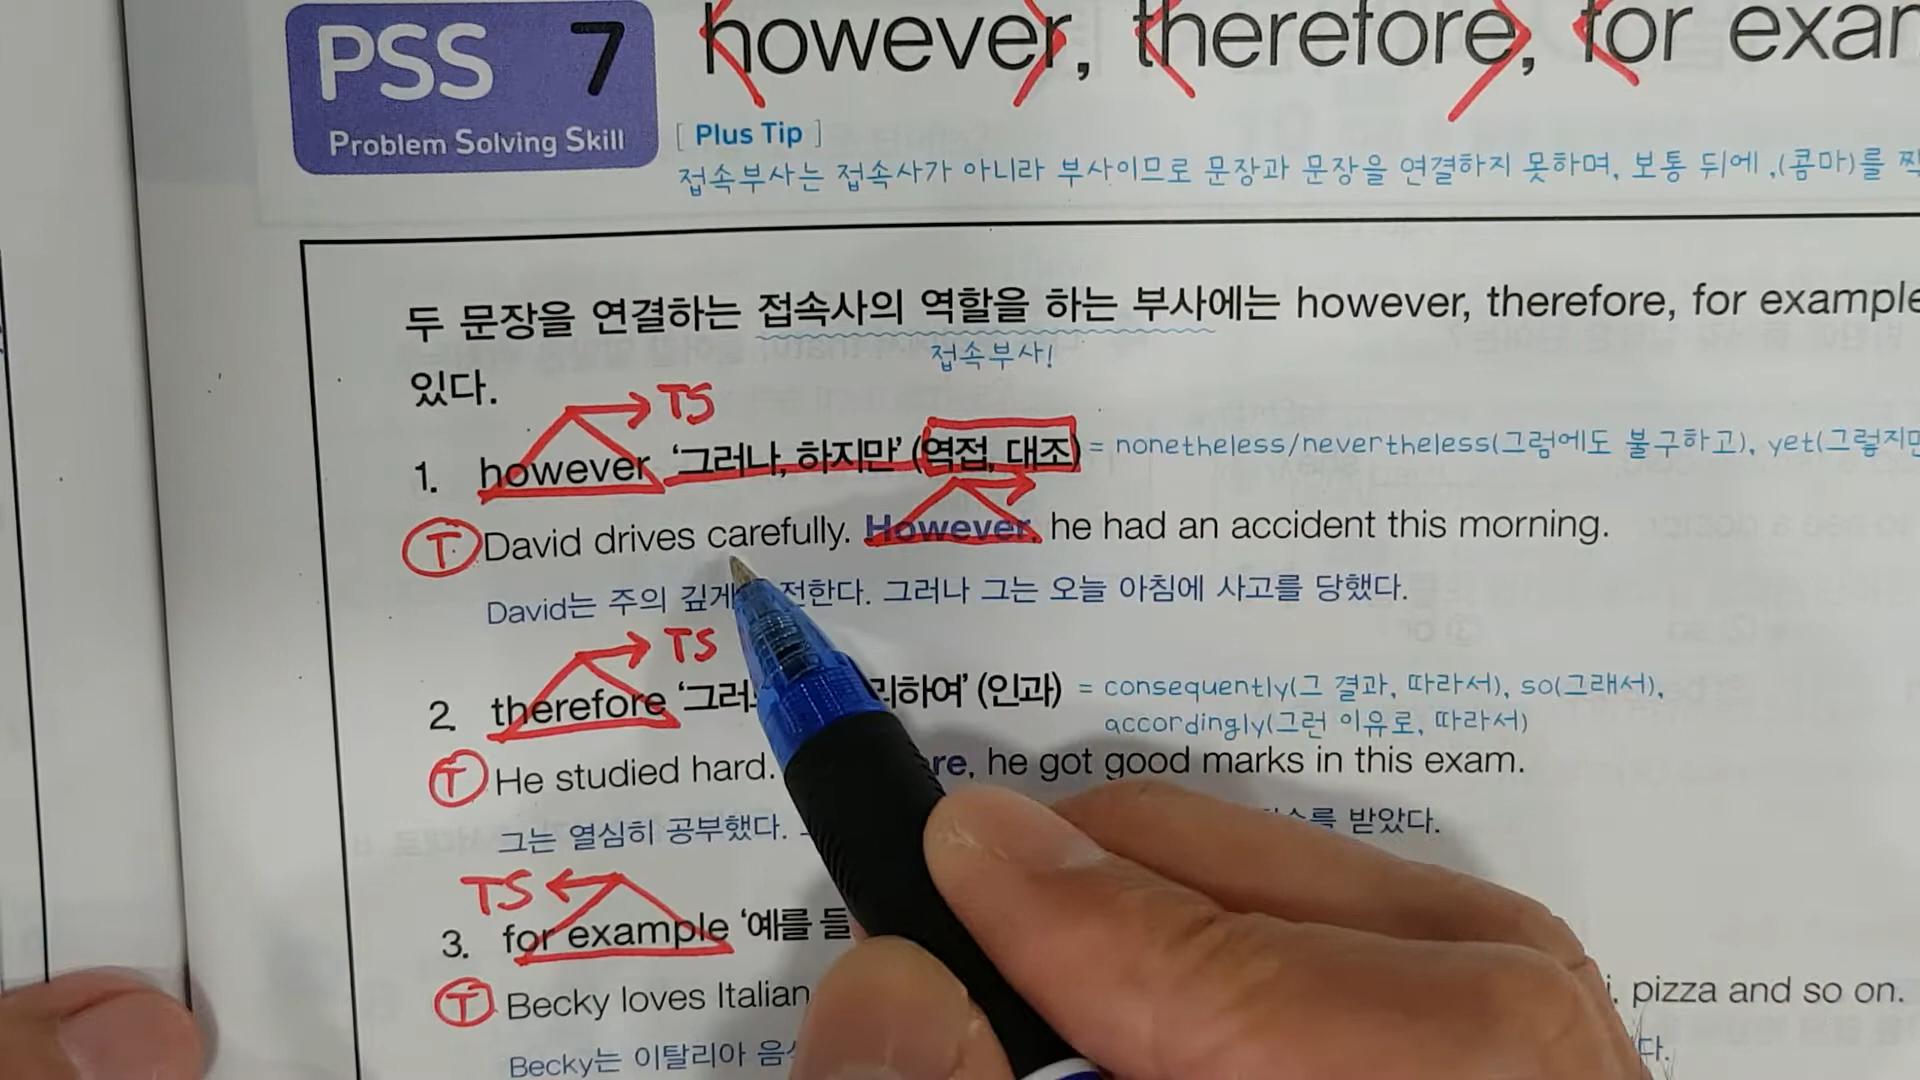 PSS 7 however, therefore, for exam
Problem Solving Skill
[ Plus Tip ]
접속부사는 접속사가 아니라 부사이므로 문장과 문장을 연결하지 못하며, 보통 뒤에 ,(콤마)를
두 문장을 연결하는 접속사의 역할을 하는 부사에는 however, therefore, for example
접속부사!
있다.
TS
1. however '그러나, 하지만' (역접, 대조) = nonetheless/nevertheless(그럼에도 불구하고), yet(그렇지만
T David drives carefully. However, he had an accident this morning.
David는 주의 깊게 전한다. 그러나 그는 오늘 아침에 사고를 당했다.
TS
2. therefore '그러 리하여' (인과) = consequently(그 결과, 따라서), so(그래서),
accordingly(그런 이유로, 따라서)
T He studied hard. re, he got good marks in this exam.
그는 열심히 공부했다. 를 받았다.
TS
3. for example '예를 들
T Becky loves Italian i. pizza and so on.
Becky는 이탈리아 음 다.